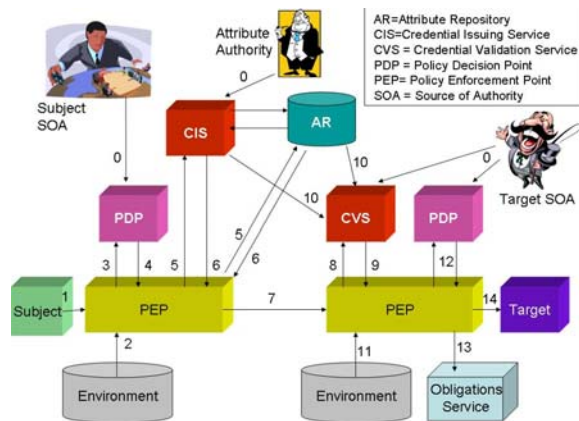 Attribute
Authority
AR=Attribute Repository
CIS=Credential Issuing Service
CVS = Credential Validation Service
PDP = Policy Decision Point
PEP= Policy Enforcement Point
SOA = Source of Authority
Subject
SOA
0
0
CIS
AR
10
0
Target SOA
0
10
PDP
CVS
PDP
5
6
3
4
5
6
8
9
12
Subject
1
PEP
7
PEP
14
Target
2
11
13
Environment
Environment
Obligations
Service